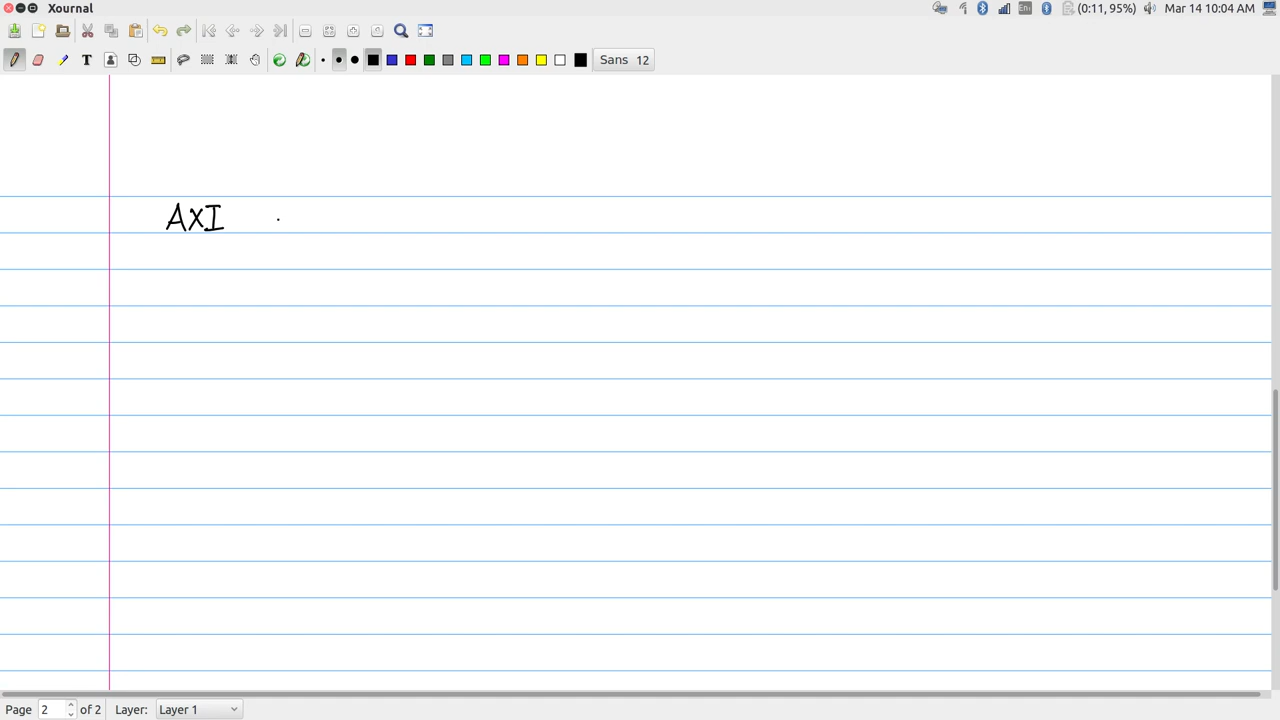 Xournal
(0:11, 95%)
En
Mar 14 10:04 AM
T
Sans 12
AXI
Page 2 of 2 Layer: Layer 1